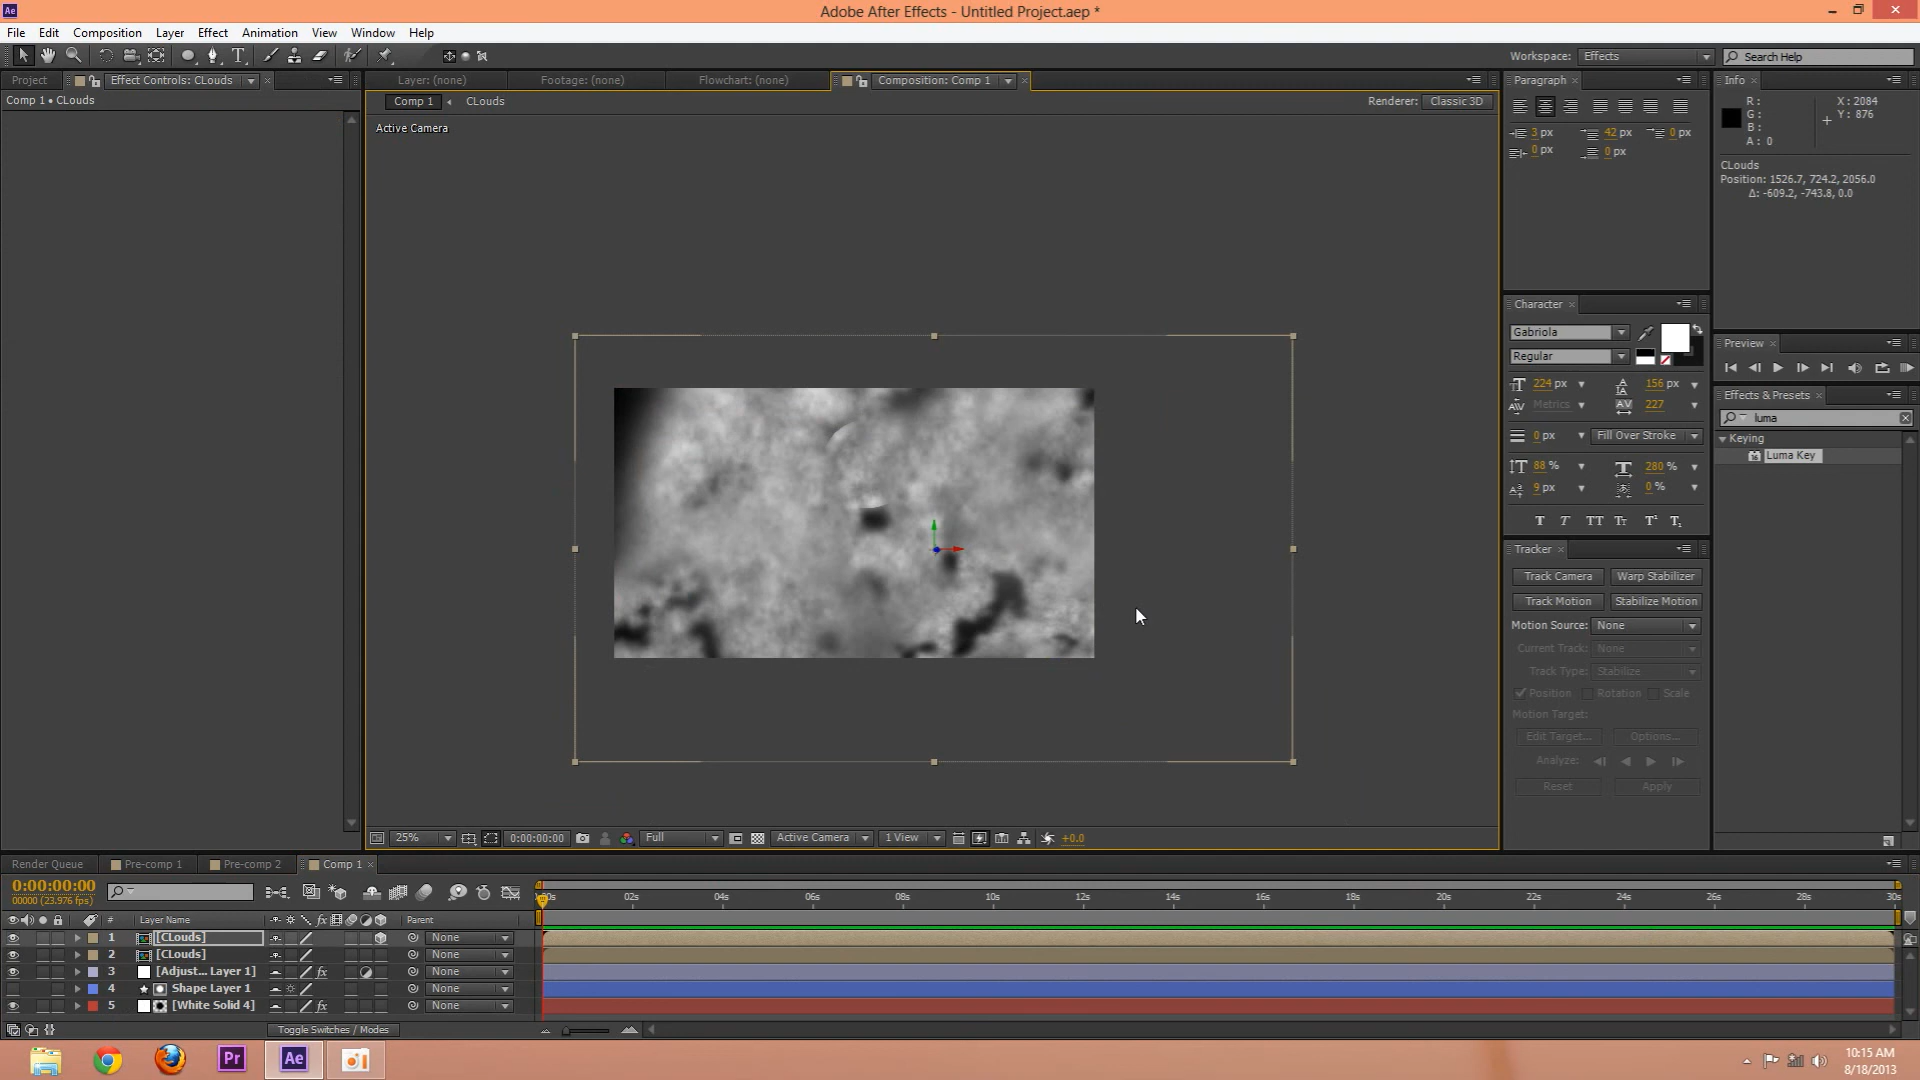 Ae
Adobe After Effects - Untitled Project.aep *
File Edit Composition Layer Effect Animation View Window Help
Workspace: Effects Search Help
Project Effect Controls: CLouds Layer: (none) Footage: (none) Flowchart: (none) Composition: Comp 1 Paragraph Info
Comp 1 • CLouds
Comp 1 CLouds Renderer: Classic 3D
Active Camera
3 px 42 px 0 px
0 px 0 px
R: X: 2084
G: Y: 876
B:
A: 0
CLouds
Position: 1526.7, 724.2, 2056.0
Δ: -609.2, -743.8, 0.0
Character
Gabriola
Regular
224 px 156 px
Metrics 227
0 px Fill Over Stroke
88 % 280 %
9 px 0 %
T T TT Tt T¹ T₁
Preview
Effects & Presets
luma
Keying
Luma Key
Tracker
Track Camera Warp Stabilizer
Track Motion Stabilize Motion
Motion Source: None
Current Track: None
Track Type: Stabilize
Position Rotation Scale
Motion Target:
Edit Target... Options...
Analyze:
Reset Apply
25% 0:00:00:00 Full Active Camera 1 View +0.0
Render Queue Pre-comp 1 Pre-comp 2 Comp 1
0:00:00:00
00000 (23.976 fps)
00s 02s 04s 06s 08s 10s 12s 14s 16s 18s 20s 22s 24s 26s 28s 30s
# Layer Name fx Parent
1 [CLouds] None
2 [CLouds] None
3 [Adjust... Layer 1] fx None
4 Shape Layer 1 None
5 [White Solid 4] fx None
Toggle Switches / Modes
Pr Ae
10:15 AM
8/18/2013